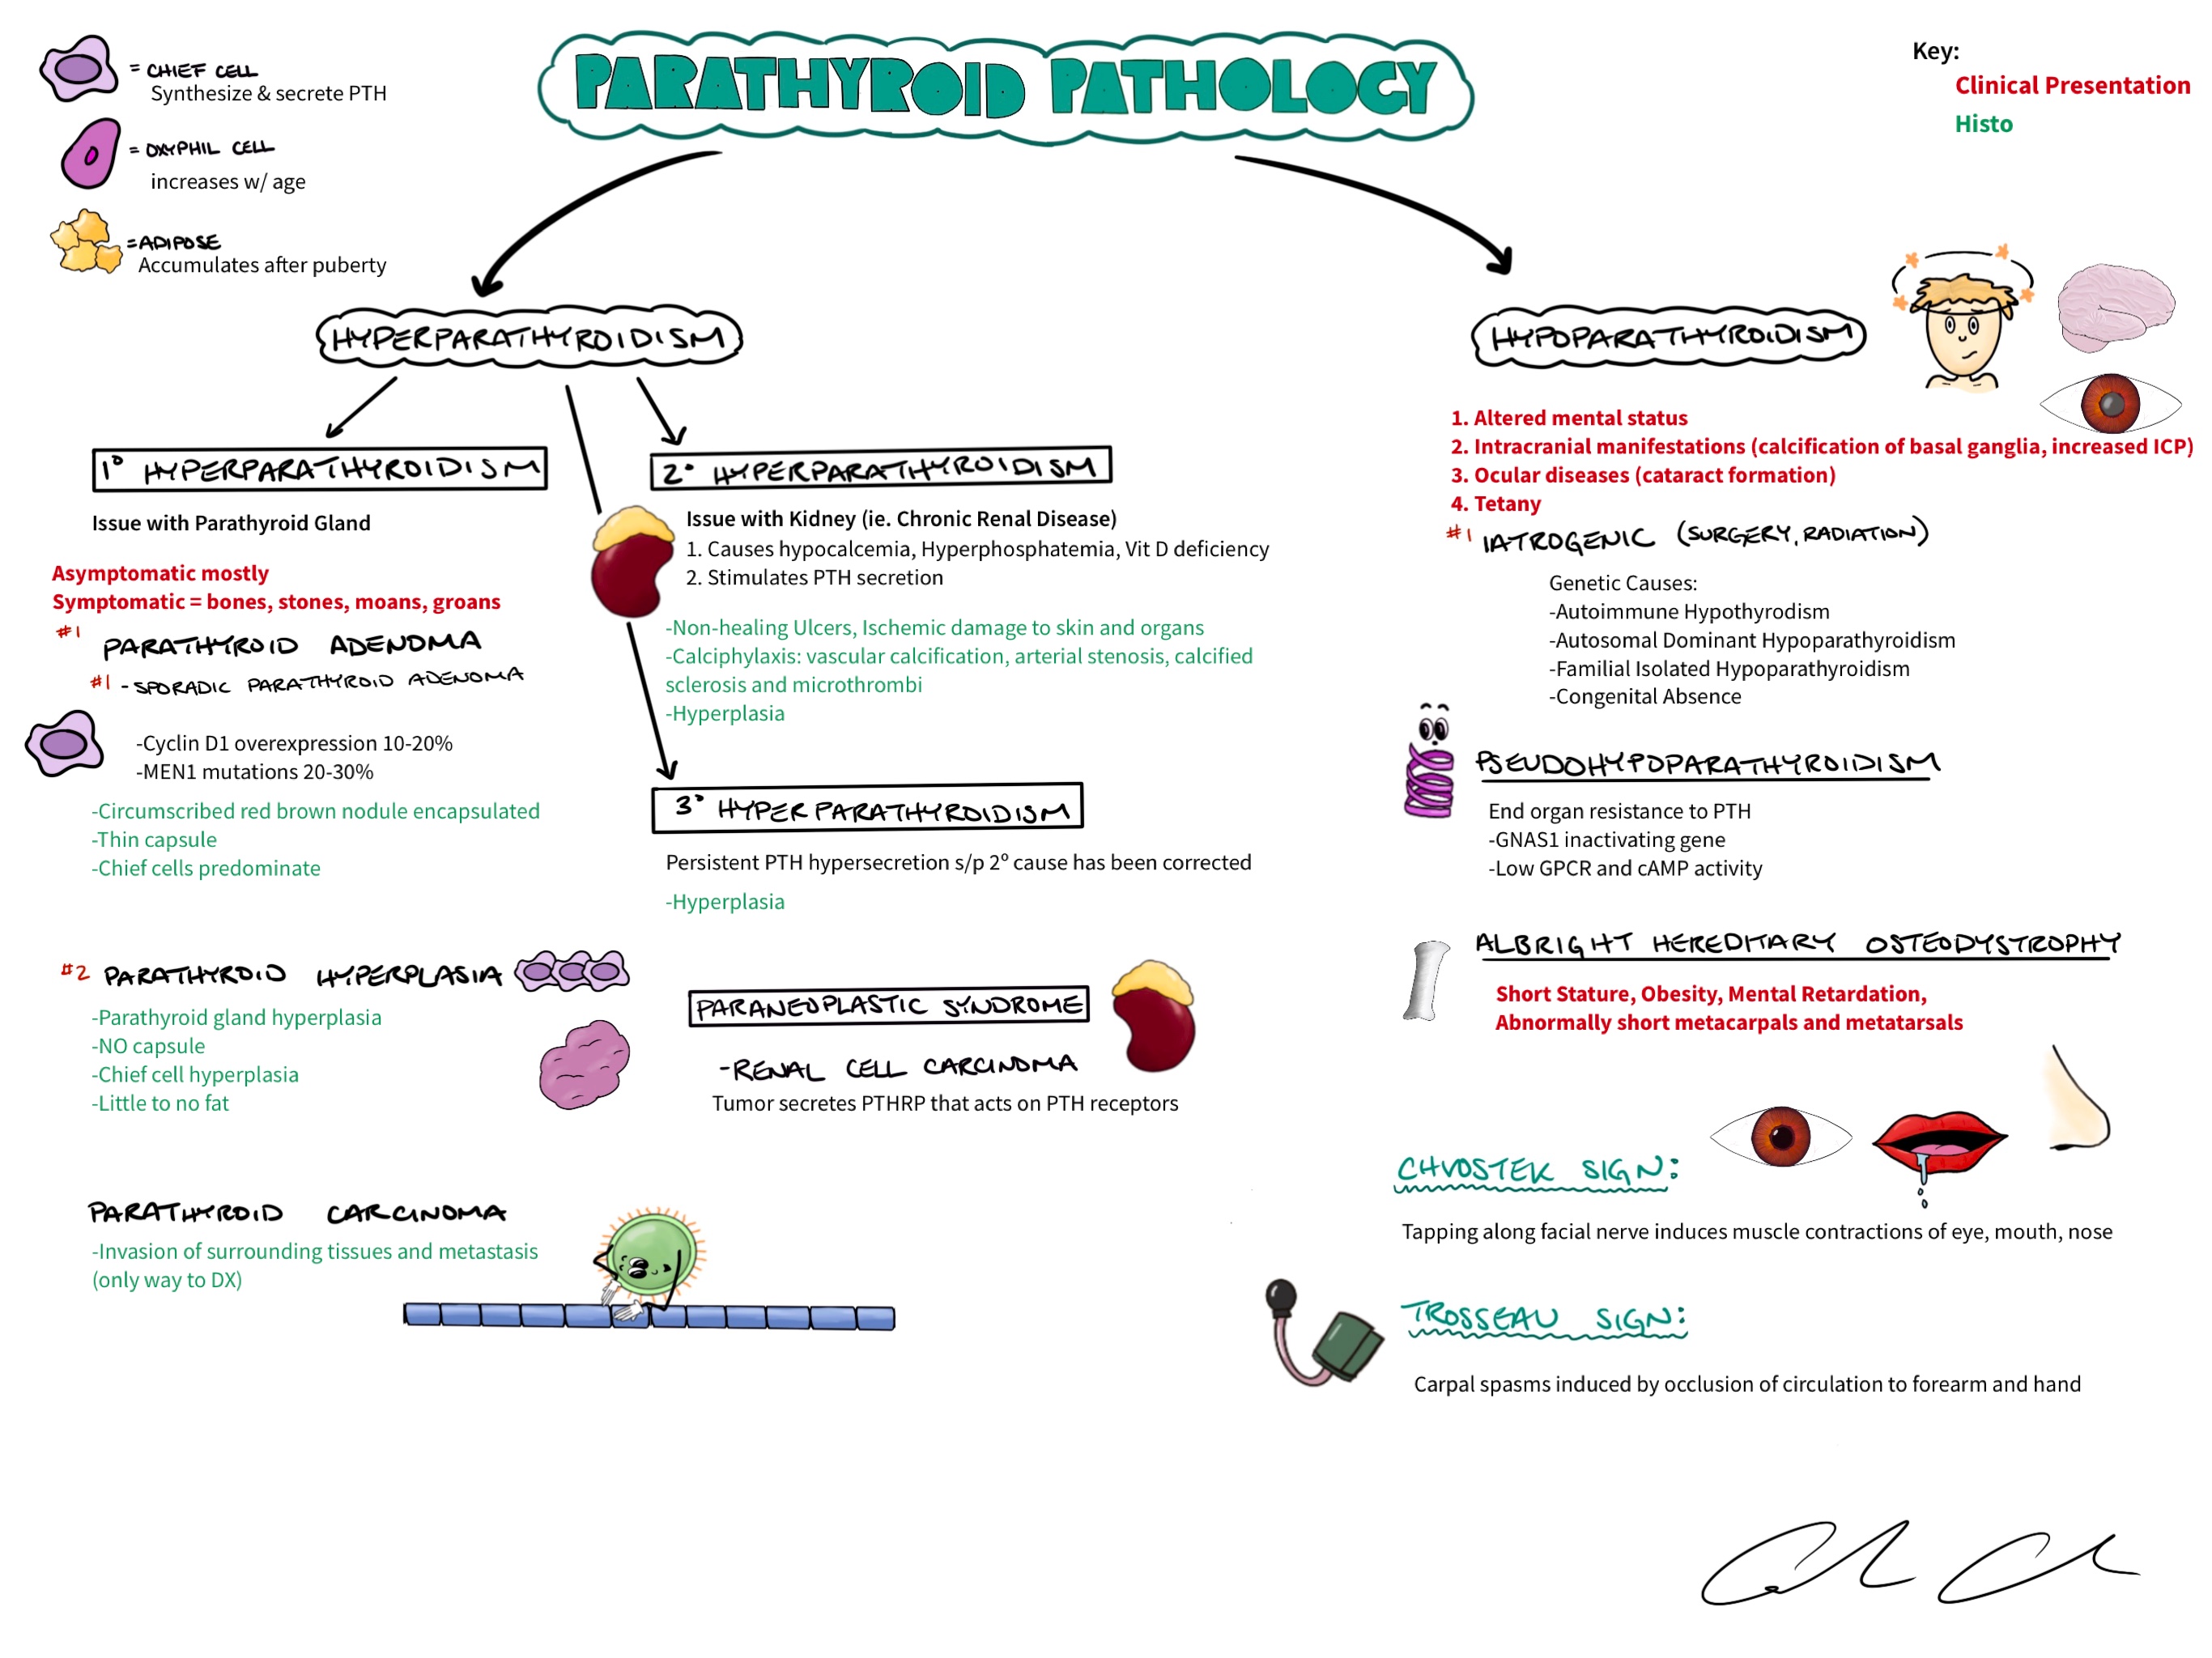 PARATHYROID PATHOLOGY
Key:
Clinical Presentation
Histo
= CHIEF CELL
Synthesize & secrete PTH
= OXYPHIL CELL
increases w/ age
=ADIPOSE
Accumulates after puberty
HYPERPARATHYROIDISM
1° HYPERPARATHYROIDISM
Issue with Parathyroid Gland
Asymptomatic mostly
Symptomatic = bones, stones, moans, groans
#1 PARATHYROID ADENOMA
#1 - SPORADIC PARATHYROID ADENOMA
-Cyclin D1 overexpression 10-20%
-MEN1 mutations 20-30%
-Circumscribed red brown nodule encapsulated
-Thin capsule
-Chief cells predominate
#2 PARATHYROID HYPERPLASIA
-Parathyroid gland hyperplasia
-NO capsule
-Chief cell hyperplasia
-Little to no fat
PARATHYROID CARCINOMA
-Invasion of surrounding tissues and metastasis
(only way to DX)
2° HYPERPARATHYROIDISM
Issue with Kidney (ie. Chronic Renal Disease)
1. Causes hypocalcemia, Hyperphosphatemia, Vit D deficiency
2. Stimulates PTH secretion
-Non-healing Ulcers, Ischemic damage to skin and organs
-Calciphylaxis: vascular calcification, arterial stenosis, calcified
sclerosis and microthrombi
-Hyperplasia
3° HYPERPARATHYROIDISM
Persistent PTH hypersecretion s/p 2º cause has been corrected
-Hyperplasia
PARANEOPLASTIC SYNDROME
-RENAL CELL CARCINOMA
Tumor secretes PTHRP that acts on PTH receptors
HYPOPARATHYROIDISM
1. Altered mental status
2. Intracranial manifestations (calcification of basal ganglia, increased ICP)
3. Ocular diseases (cataract formation)
4. Tetany
#1 IATROGENIC (SURGERY, RADIATION)
Genetic Causes:
-Autoimmune Hypothyrodism
-Autosomal Dominant Hypoparathyroidism
-Familial Isolated Hypoparathyroidism
-Congenital Absence
PSEUDOHYPOPARATHYROIDISM
End organ resistance to PTH
-GNAS1 inactivating gene
-Low GPCR and cAMP activity
ALBRIGHT HEREDITARY OSTEODYSTROPHY
Short Stature, Obesity, Mental Retardation,
Abnormally short metacarpals and metatarsals
CHVOSTEK SIGN:
Tapping along facial nerve induces muscle contractions of eye, mouth, nose
TROSSEAU SIGN:
Carpal spasms induced by occlusion of circulation to forearm and hand